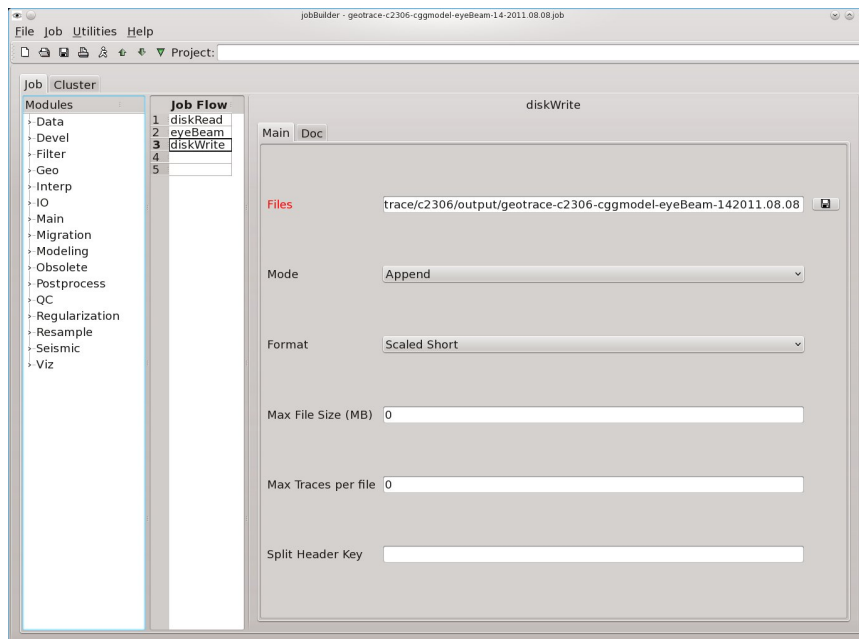 jobBuilder - geotrace-c2306-cggmodel-eyeBeam-14-2011.08.08.job
File Job Utilities Help
Project:
Job Cluster
Modules
Data
Devel
Filter
Geo
Interp
IO
Main
Migration
Modeling
Obsolete
Postprocess
QC
Regularization
Resample
Seismic
Viz
Job Flow
1 diskRead
2 eyeBeam
3 diskWrite
4
5
diskWrite
Main Doc
Files trace/c2306/output/geotrace-c2306-cggmodel-eyeBeam-142011.08.08
Mode Append
Format Scaled Short
Max File Size (MB) 0
Max Traces per file 0
Split Header Key